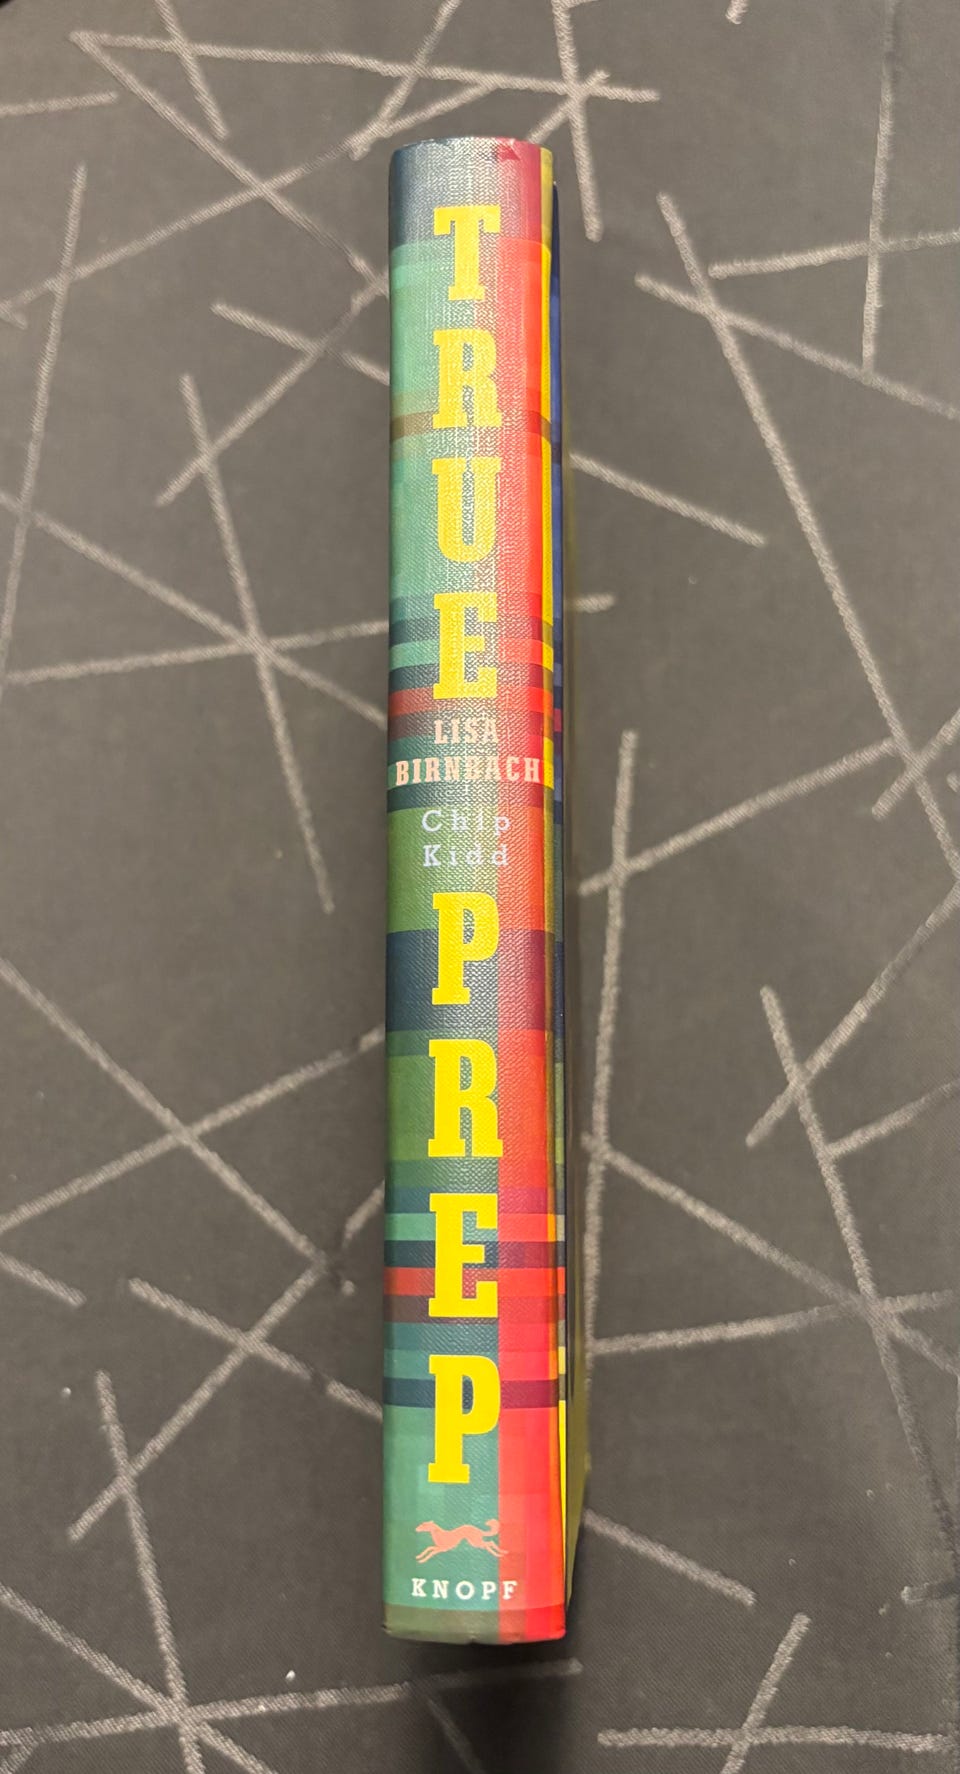 TRUE
LISA
BIRNBACH
Chip
Kidd
PREP
KNOPF